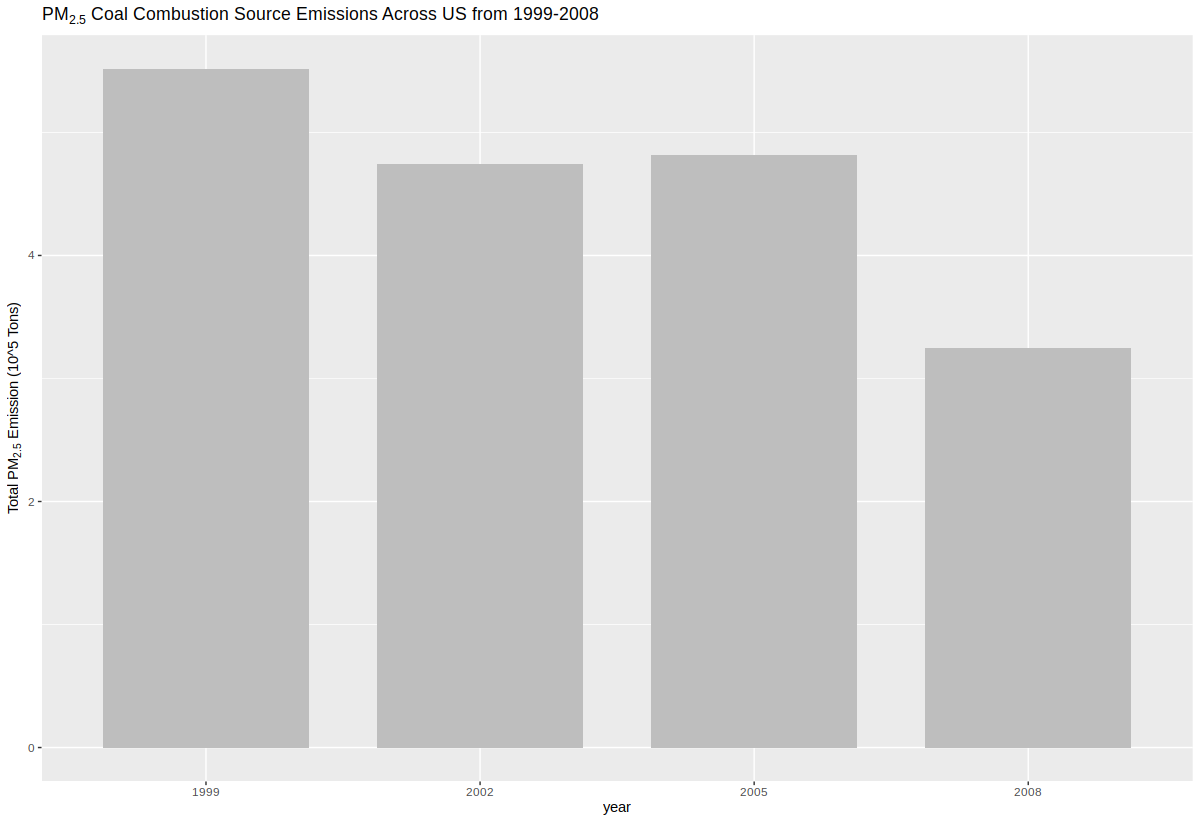 PM2.5 Coal Combustion Source Emissions Across US from 1999-2008
Total PM2.5 Emission (10^5 Tons)
4
2
0
1999 2002 2005 2008
year